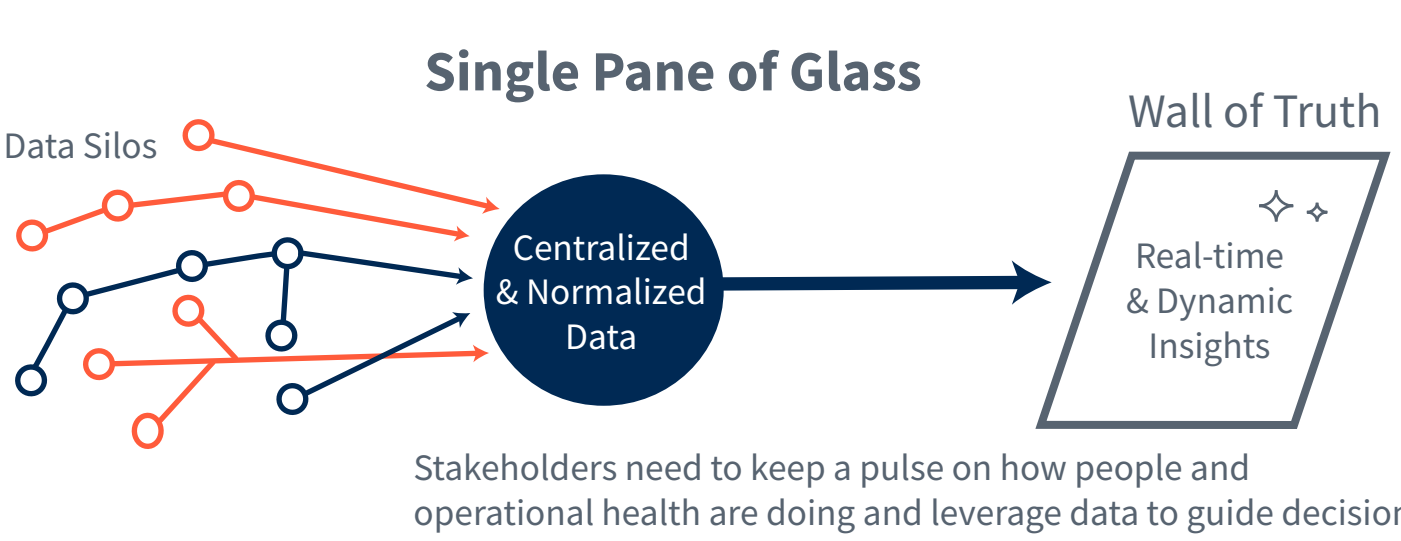 Single Pane of Glass
Data Silos
Centralized
& Normalized
Data
Wall of Truth
Real-time
& Dynamic
Insights
Stakeholders need to keep a pulse on how people and
operational health are doing and leverage data to guide